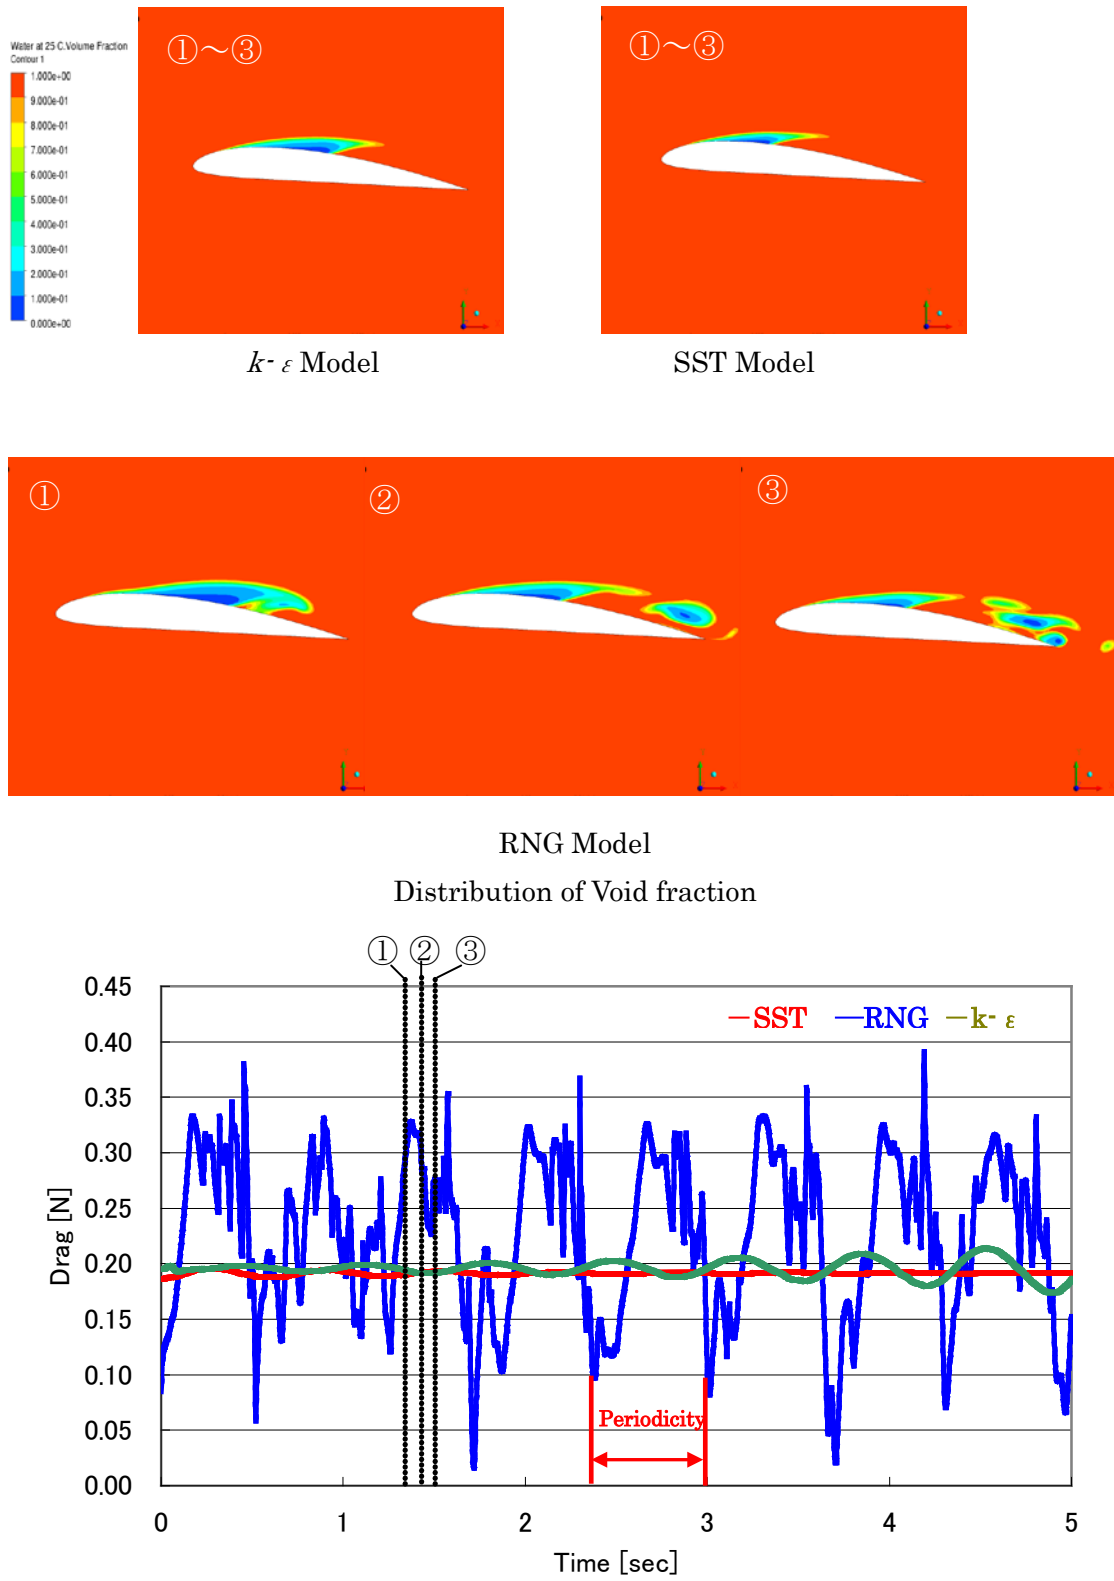 Water at 25 C.Volume Fraction
Contour 1
1.000e+00
9.000e-01
8.000e-01
7.000e-01
6.000e-01
5.000e-01
4.000e-01
3.000e-01
2.000e-01
1.000e-01
0.000e+00
①～③
①～③
k- ε Model
SST Model
①
②
③
RNG Model
Distribution of Void fraction
① ② ③
SST RNG k- ε
0.45
0.40
0.35
0.30
0.25
0.20
0.15
0.10
0.05
0.00
Drag [N]
Periodicity
0 1 2 3 4 5
Time [sec]